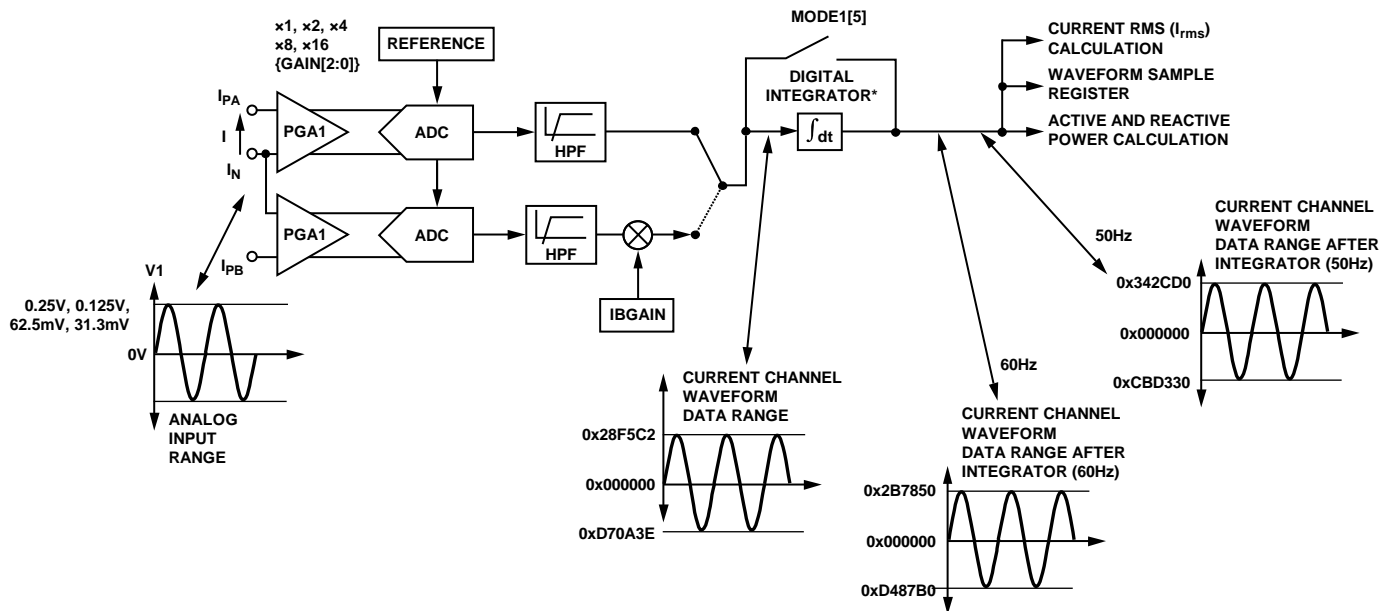 ×1, ×2, ×4
×8, ×16
{GAIN[2:0]}
REFERENCE
MODE1[5]
CURRENT RMS (Irms)
CALCULATION
WAVEFORM SAMPLE
REGISTER
ACTIVE AND REACTIVE
POWER CALCULATION
DIGITAL
INTEGRATOR*
∫dt
IPA
I
IN
IPB
PGA1
ADC
HPF
PGA1
ADC
HPF
IBGAIN
V1
0.25V, 0.125V,
62.5mV, 31.3mV
0V
ANALOG
INPUT
RANGE
CURRENT CHANNEL
WAVEFORM
DATA RANGE
0x28F5C2
0x000000
0xD70A3E
60Hz
CURRENT CHANNEL
WAVEFORM
DATA RANGE AFTER
INTEGRATOR (60Hz)
0x2B7850
0x000000
0xD487B0
50Hz
CURRENT CHANNEL
WAVEFORM
DATA RANGE AFTER
INTEGRATOR (50Hz)
0x342CD0
0x000000
0xCBD330